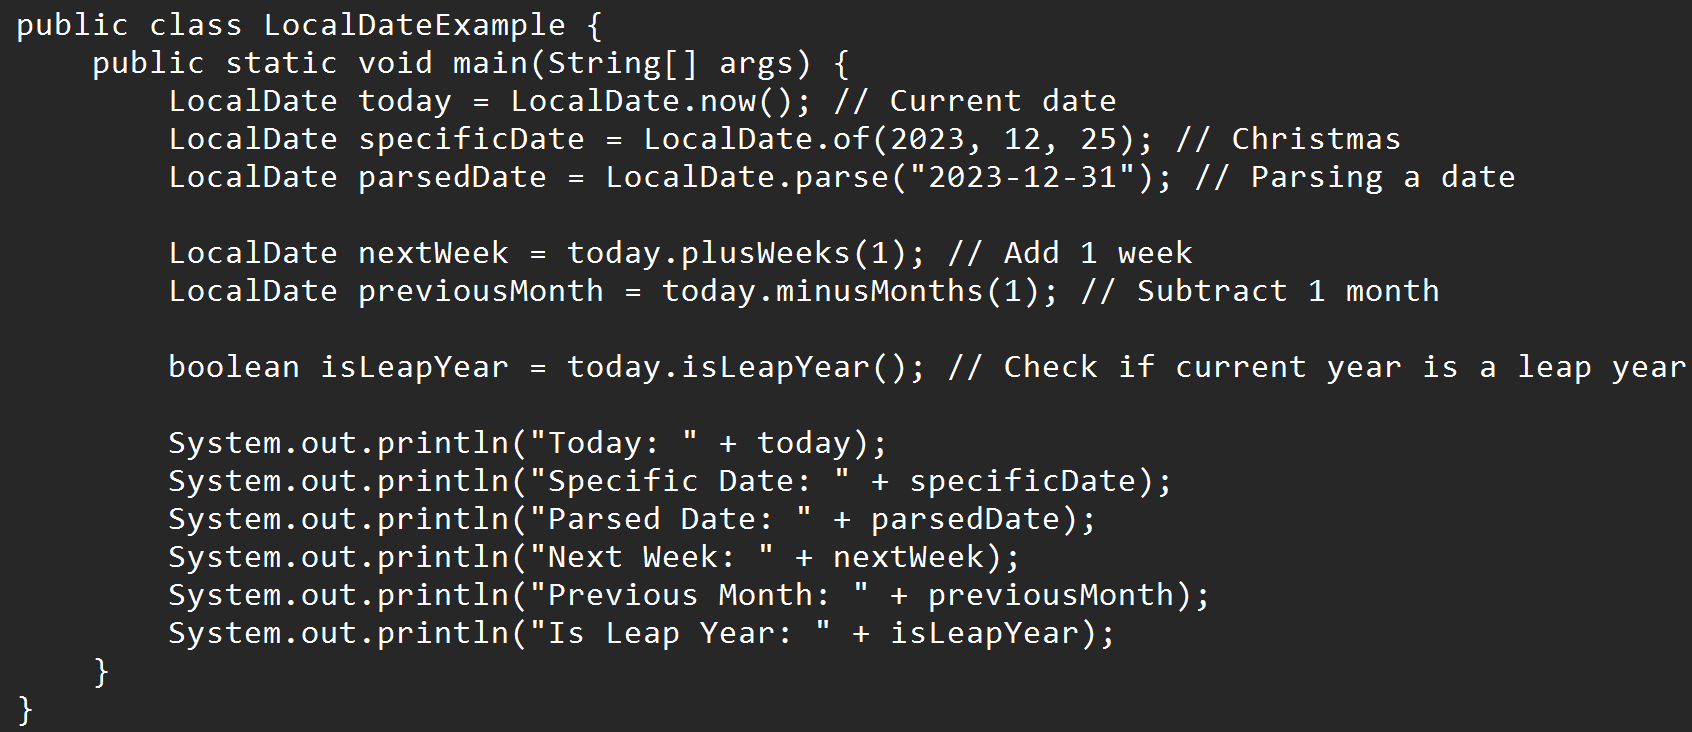 public class LocalDateExample {
    public static void main(String[] args) {
        LocalDate today = LocalDate.now(); // Current date
        LocalDate specificDate = LocalDate.of(2023, 12, 25); // Christmas
        LocalDate parsedDate = LocalDate.parse("2023-12-31"); // Parsing a date

        LocalDate nextWeek = today.plusWeeks(1); // Add 1 week
        LocalDate previousMonth = today.minusMonths(1); // Subtract 1 month

        boolean isLeapYear = today.isLeapYear(); // Check if current year is a leap year

        System.out.println("Today: " + today);
        System.out.println("Specific Date: " + specificDate);
        System.out.println("Parsed Date: " + parsedDate);
        System.out.println("Next Week: " + nextWeek);
        System.out.println("Previous Month: " + previousMonth);
        System.out.println("Is Leap Year: " + isLeapYear);
    }
}